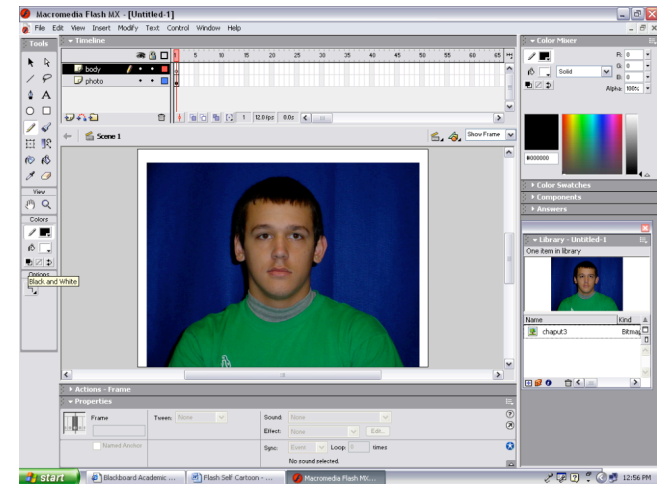 Macromedia Flash MX - [Untitled-1]
File Edit View Insert Modify Text Control Window Help
Tools
View
Colors
Options
Black and White
Timeline
1 5 10 15 20 25 30 35 40 45 50 55 60 65
body
photo
1 12.0 fps 0.0s
Scene 1
Show Frame
Actions - Frame
Properties
Frame
Tween: None
Sound: None
Effect: None Edit...
Named Anchor
Sync: Event Loop: 0 times
No sound selected.
Color Mixer
R: 0
Solid
G: 0
B: 0
Alpha: 100%
#000000
Color Swatches
Components
Answers
Library - Untitled-1
One item in library
Name Kind
chaput3 Bitmap
start
Blackboard Academic ...
Flash Self Cartoon - ...
Macromedia Flash MX...
12:56 PM